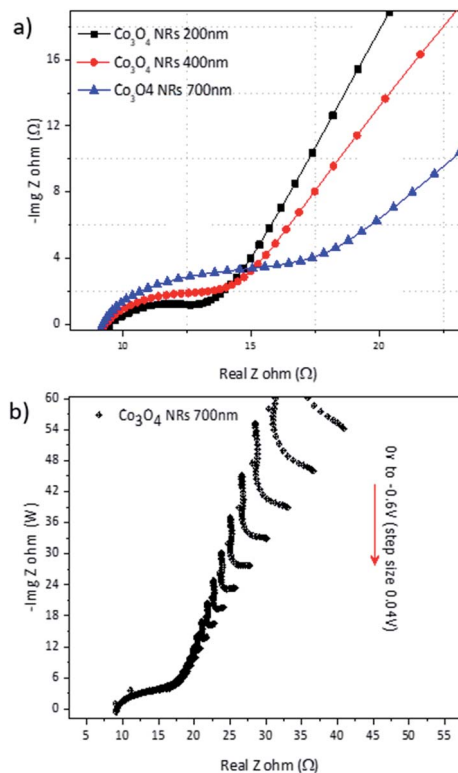 a)
Co₃O₄ NRs 200nm
Co₃O₄ NRs 400nm
Co₃O4 NRs 700nm
-Img Z ohm (Ω)
18
12
8
4
0
10
15
20
Real Z ohm (Ω)
b)
Co₃O₄ NRs 700nm
-Img Z ohm (W)
60
54
48
42
36
30
24
18
12
6
0
0V to -0.6V (step size 0.04V)
5
10
15
20
25
30
35
40
45
50
55
Real Z ohm (Ω)